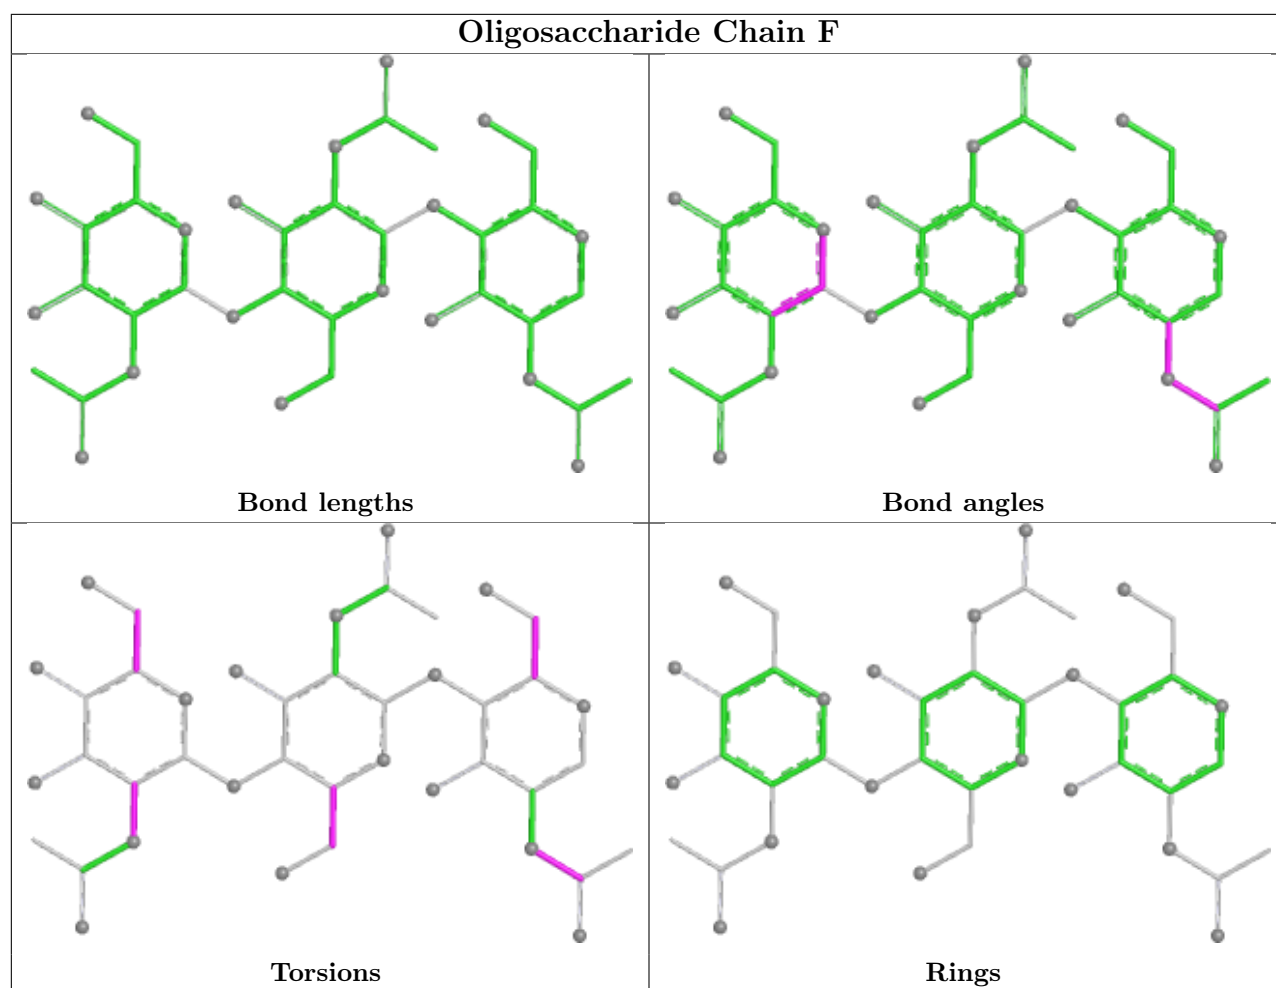 Oligosaccharide Chain F
Bond lengths
Bond angles
Torsions
Rings